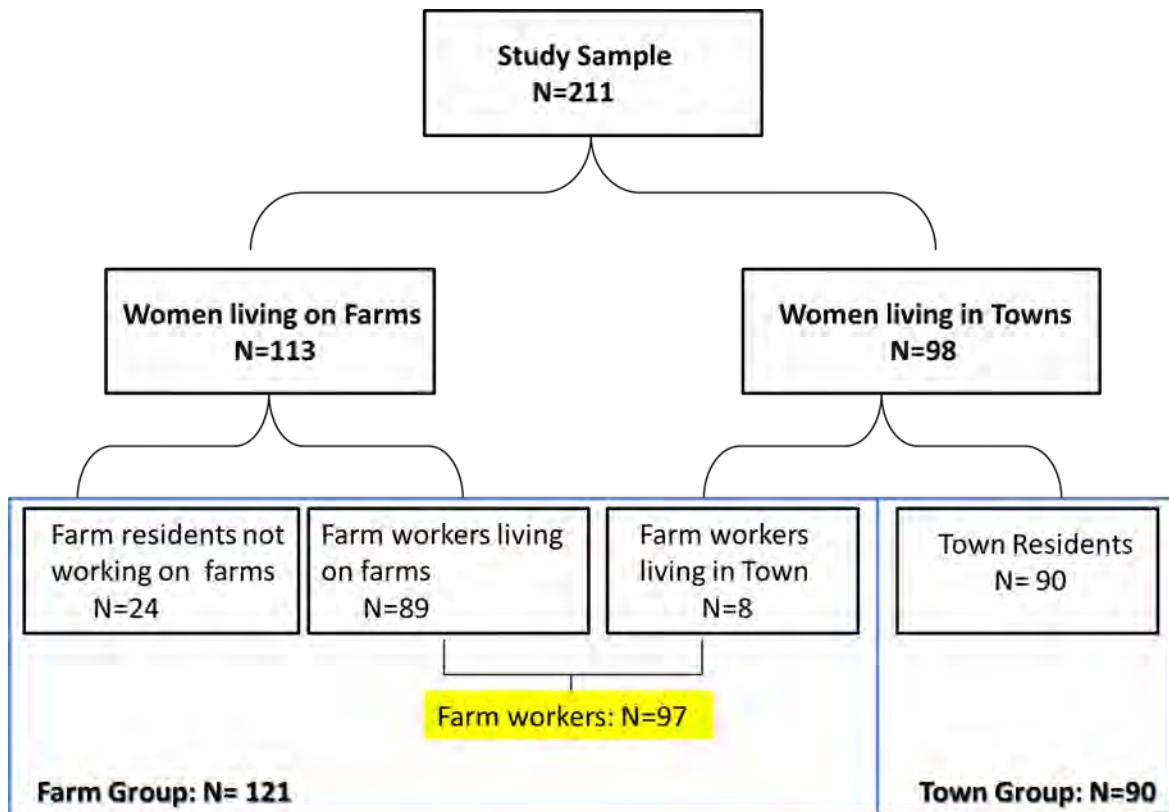 Study Sample
N=211
Women living on Farms
N=113
Women living in Towns
N=98
Farm residents not
working on farms
N=24
Farm workers living
on farms
N=89
Farm workers
living in Town
N=8
Town Residents
N= 90
Farm workers: N=97
Farm Group: N= 121
Town Group: N=90